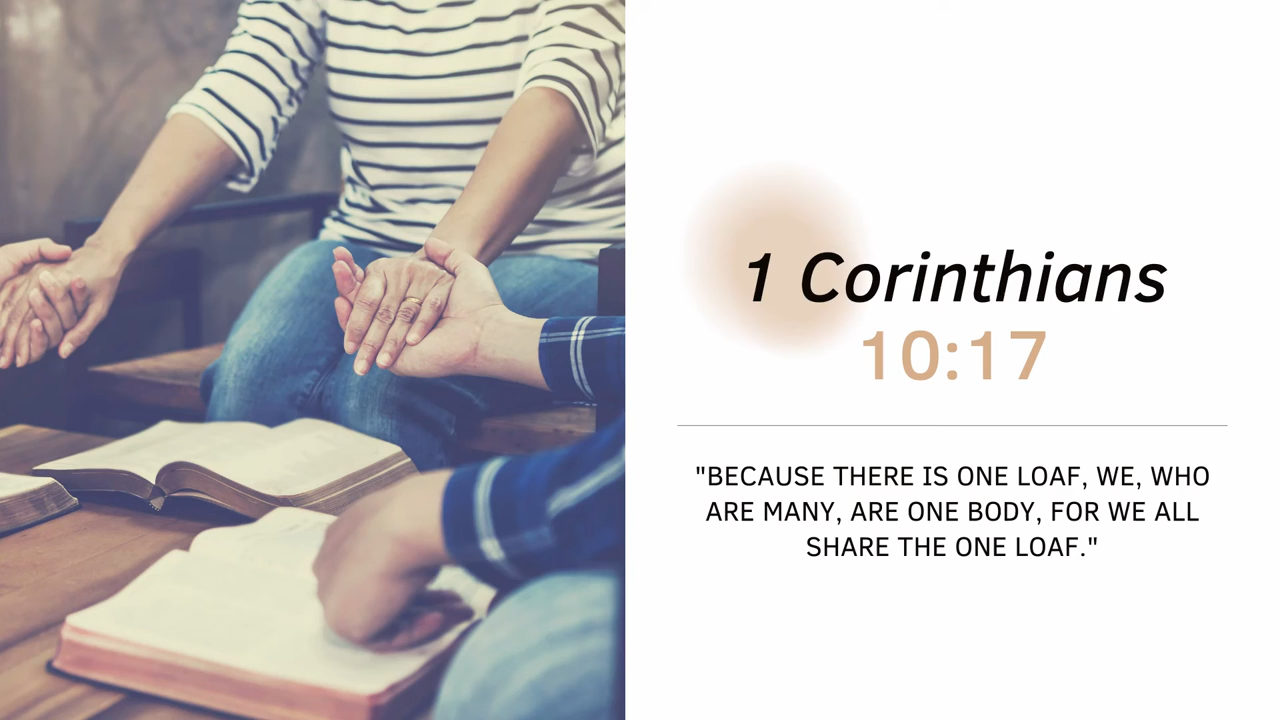 1 Corinthians
10:17
"BECAUSE THERE IS ONE LOAF, WE, WHO
ARE MANY, ARE ONE BODY, FOR WE ALL
SHARE THE ONE LOAF."